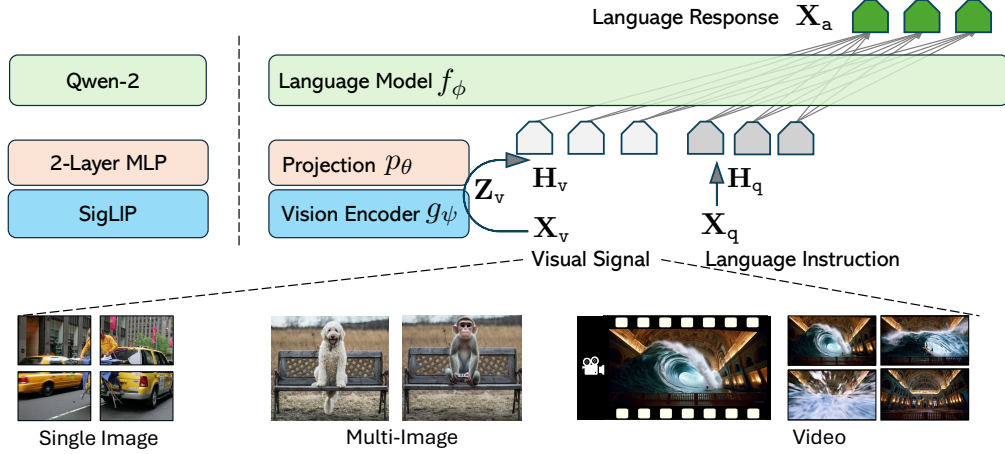 Language Response X_a
Qwen-2
Language Model f_ϕ
2-Layer MLP
Projection p_θ
H_v
H_q
Z_v
SigLIP
Vision Encoder g_ψ
X_v
X_q
Visual Signal
Language Instruction
Single Image
Multi-Image
Video